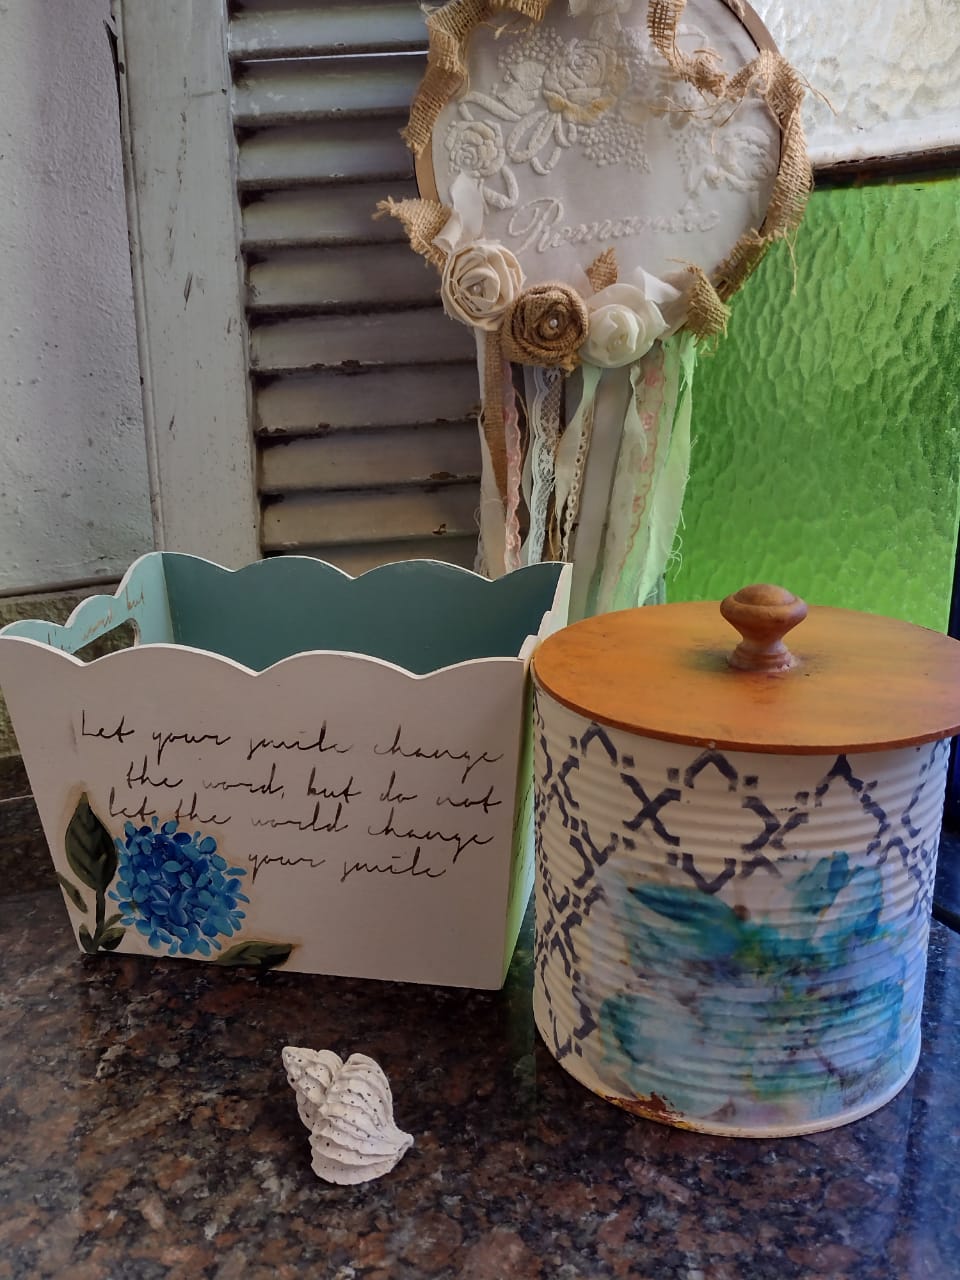 Romantic
Let your smile change
the word, but do not
let the world change
your smile